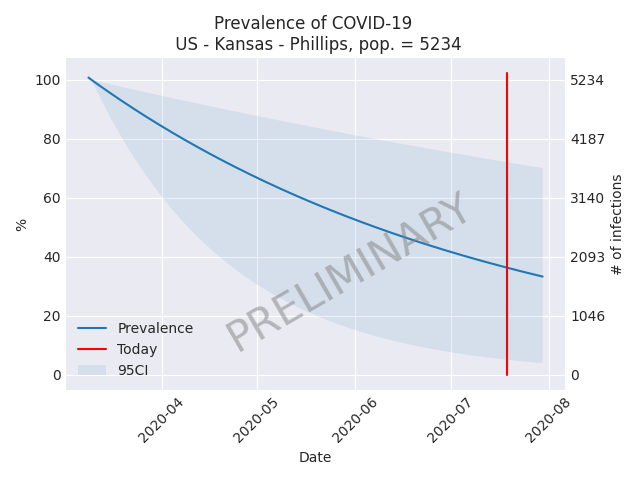 Prevalence of COVID-19
US - Kansas - Phillips, pop. = 5234
100
80
60
40
20
0
%
5234
4187
3140
2093
1046
0
# of infections
PRELIMINARY
Prevalence
Today
95CI
2020-04
2020-05
2020-06
2020-07
2020-08
Date